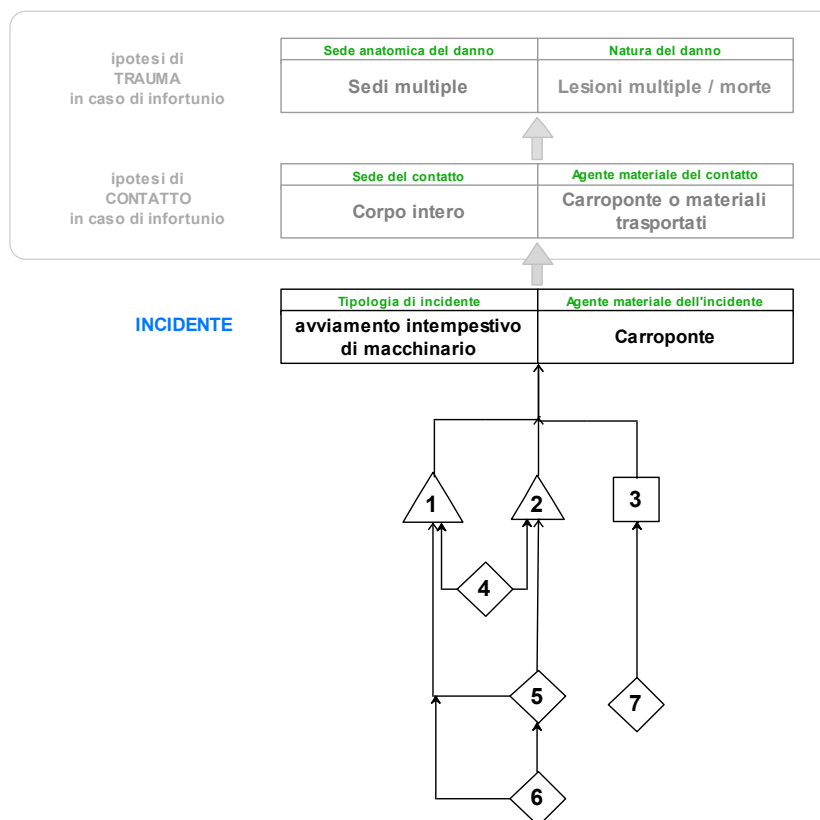 ipotesi di
TRAUMA
in caso di infortunio
Sede anatomica del danno
Natura del danno
Sedi multiple
Lesioni multiple / morte
ipotesi di
CONTATTO
in caso di infortunio
Sede del contatto
Agente materiale del contatto
Corpo intero
Carroponte o materiali
trasportati
INCIDENTE
Tipologia di incidente
Agente materiale dell'incidente
avviamento intempestivo
di macchinario
Carroponte
1
2
3
4
5
7
6